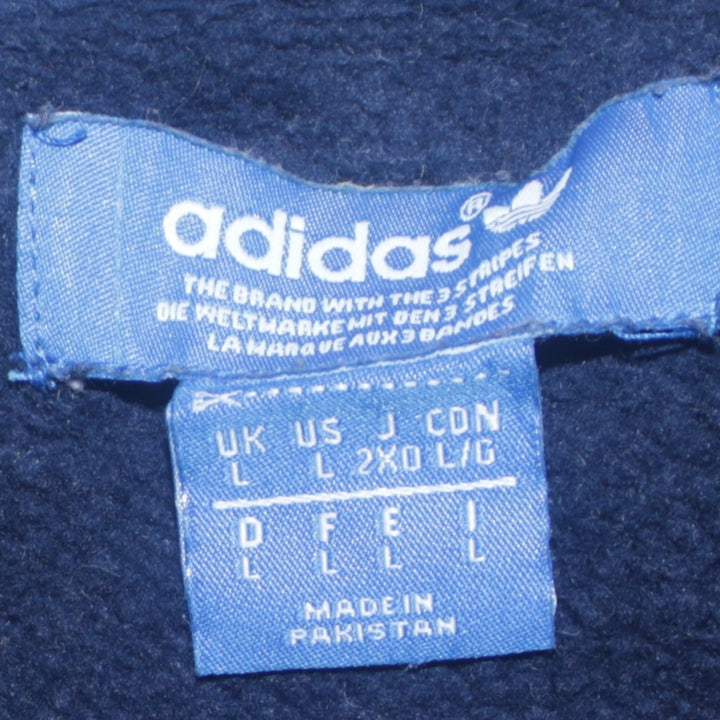 adidas®
THE BRAND WITH THE 3 STRIPES
DIE WELTMARKE MIT DEN 3 STREIFEN
LA MARQUE AUX 3 BANDES
UK US J CDN
L L 2XO L/G
D F E I
L L L L
MADE IN
PAKISTAN